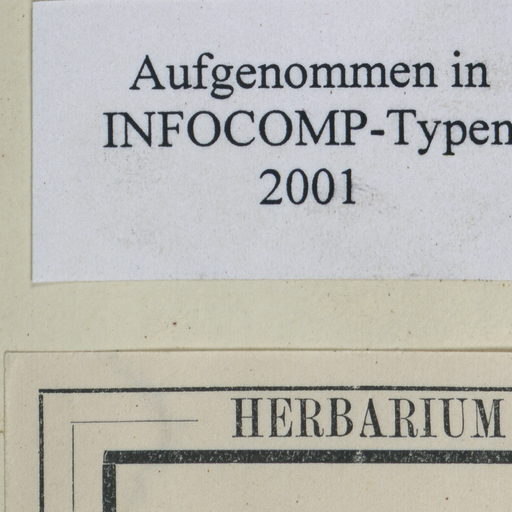 Aufgenommen in
INFOCOMP-Typen
2001
HERBARIUM